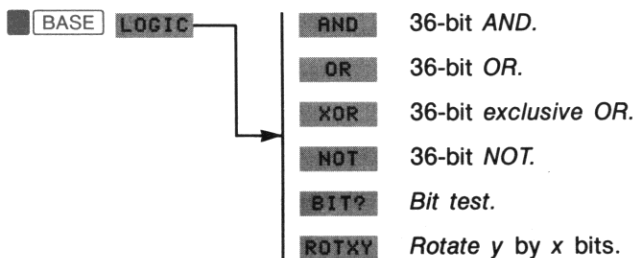 BASE LOGIC AND 36-bit AND.
OR 36-bit OR.
XOR 36-bit exclusive OR.
NOT 36-bit NOT.
BIT? Bit test.
ROTXY Rotate y by x bits.